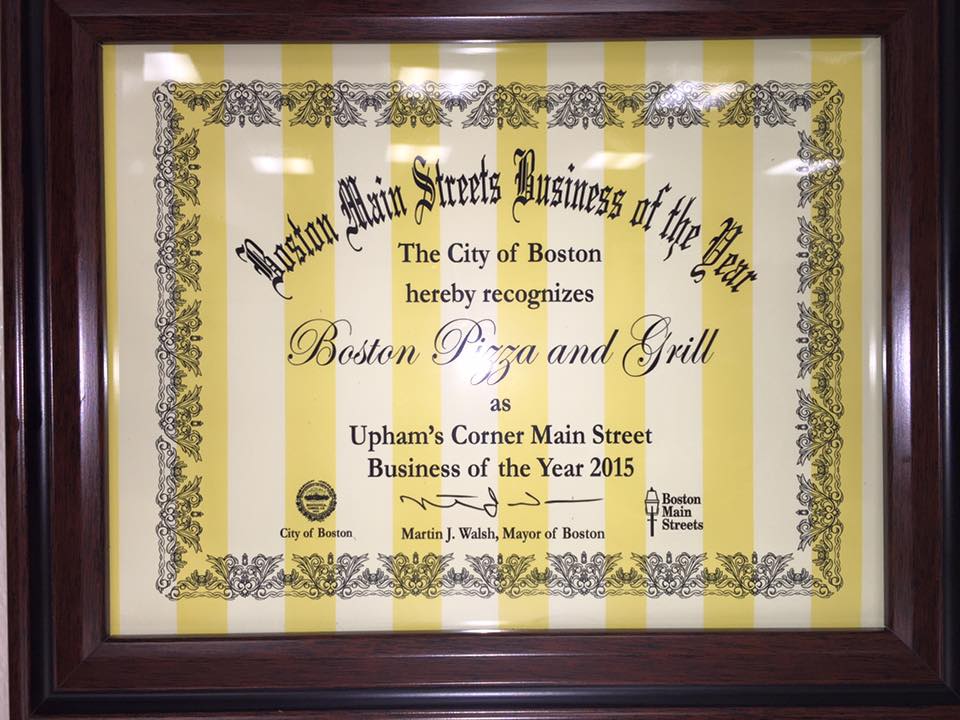 Boston Main Streets Business of the Year
The City of Boston
hereby recognizes
Boston Pizza and Grill
as
Upham's Corner Main Street
Business of the Year 2015
City of Boston
Martin J. Walsh, Mayor of Boston
Boston
Main
Streets